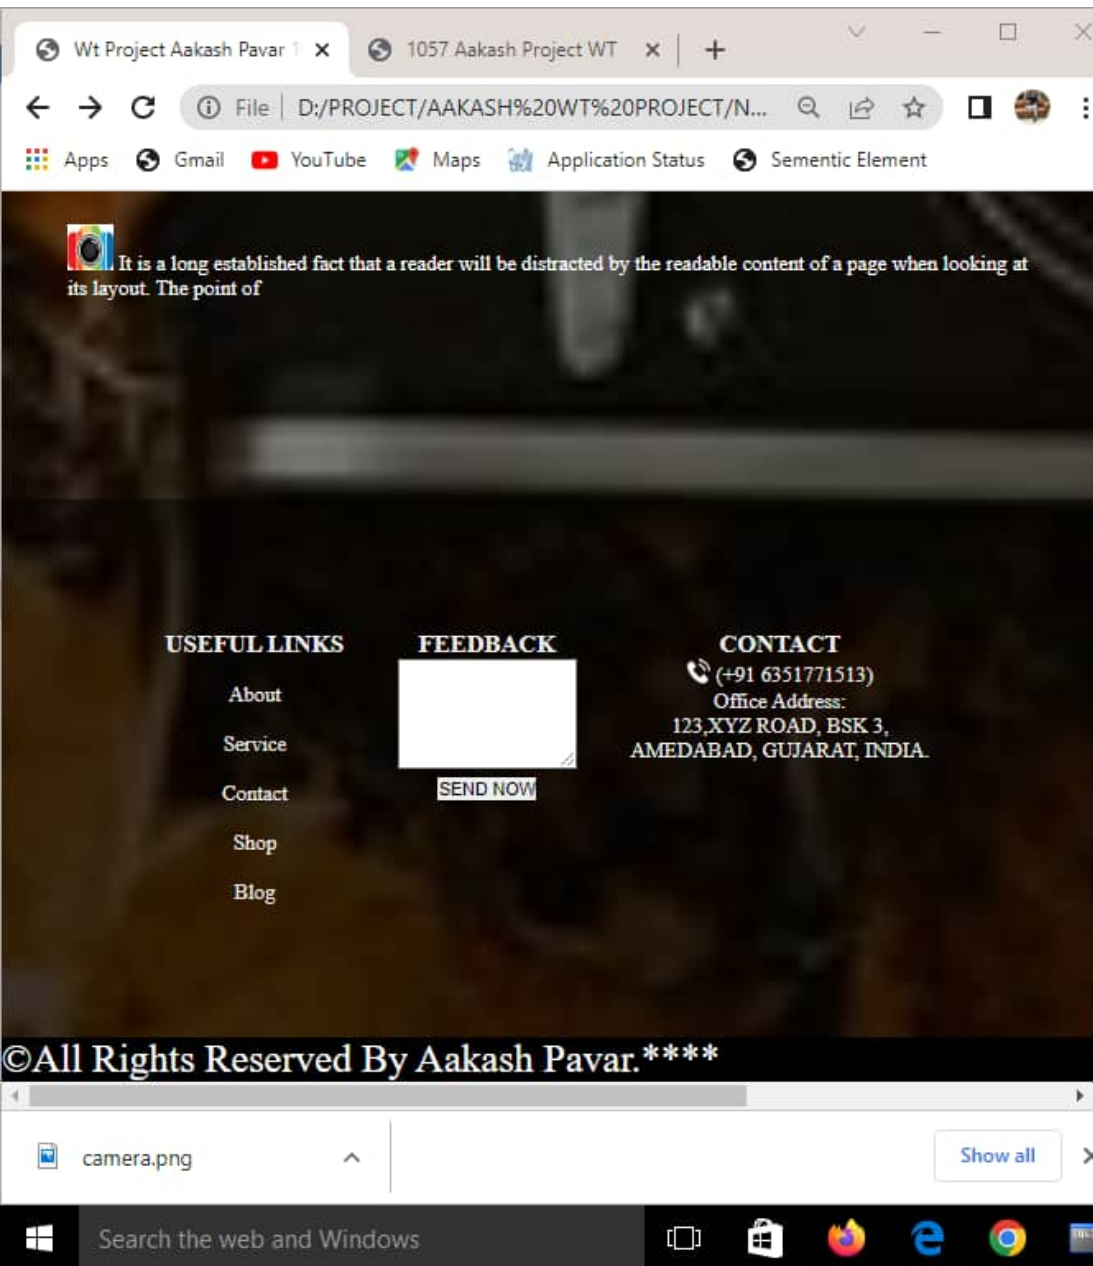 Wt Project Aakash Pavar 1
1057 Aakash Project WT
File
D:/PROJECT/AAKASH%20WT%20PROJECT/N...
Apps
Gmail
YouTube
Maps
Application Status
Sementic Element
It is a long established fact that a reader will be distracted by the readable content of a page when looking at
its layout. The point of
USEFUL LINKS
About
Service
Contact
Shop
Blog
FEEDBACK
SEND NOW
CONTACT
(+91 6351771513)
Office Address:
123,XYZ ROAD, BSK 3,
AMEDABAD, GUJARAT, INDIA.
©All Rights Reserved By Aakash Pavar.****
camera.png
Show all
Search the web and Windows